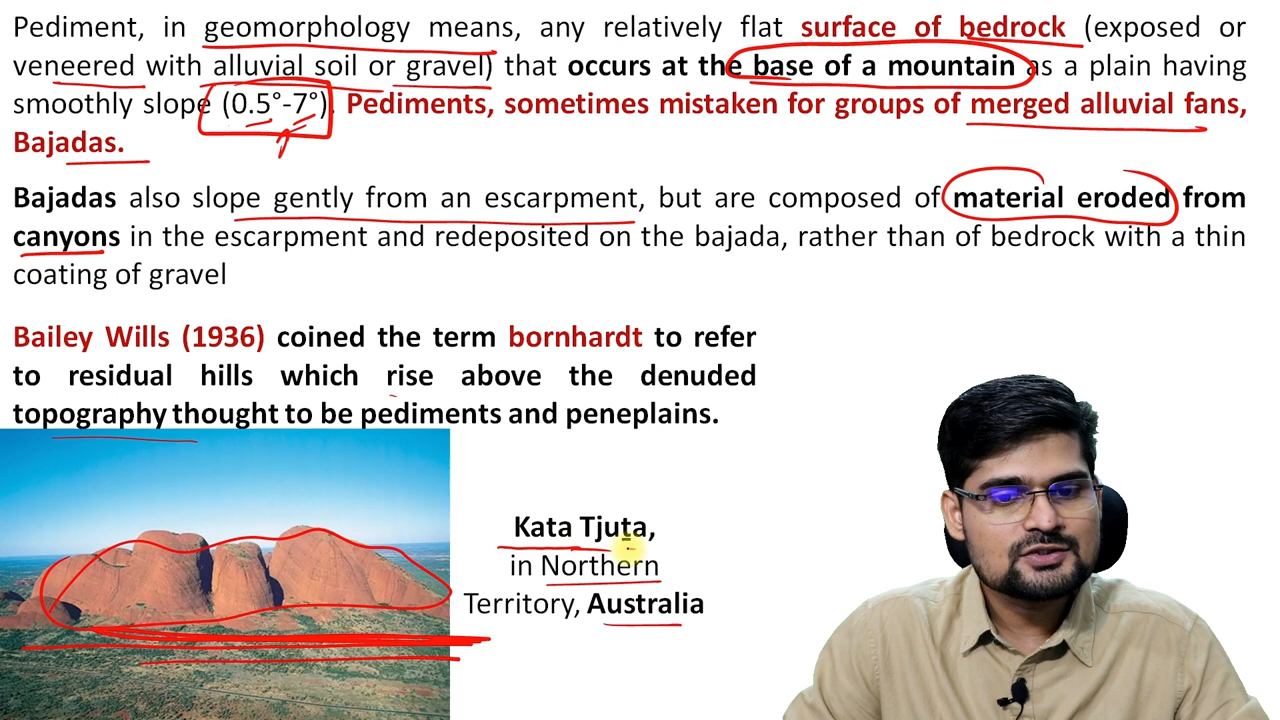 Pediment, in geomorphology means, any relatively flat surface of bedrock (exposed or
veneered with alluvial soil or gravel) that occurs at the base of a mountain as a plain having
smoothly slope (0.5°-7°). Pediments, sometimes mistaken for groups of merged alluvial fans,
Bajadas.
Bajadas also slope gently from an escarpment, but are composed of material eroded from
canyons in the escarpment and redeposited on the bajada, rather than of bedrock with a thin
coating of gravel
Bailey Wills (1936) coined the term bornhardt to refer
to residual hills which rise above the denuded
topography thought to be pediments and peneplains.
Kata Tjuṯa,
in Northern
Territory, Australia